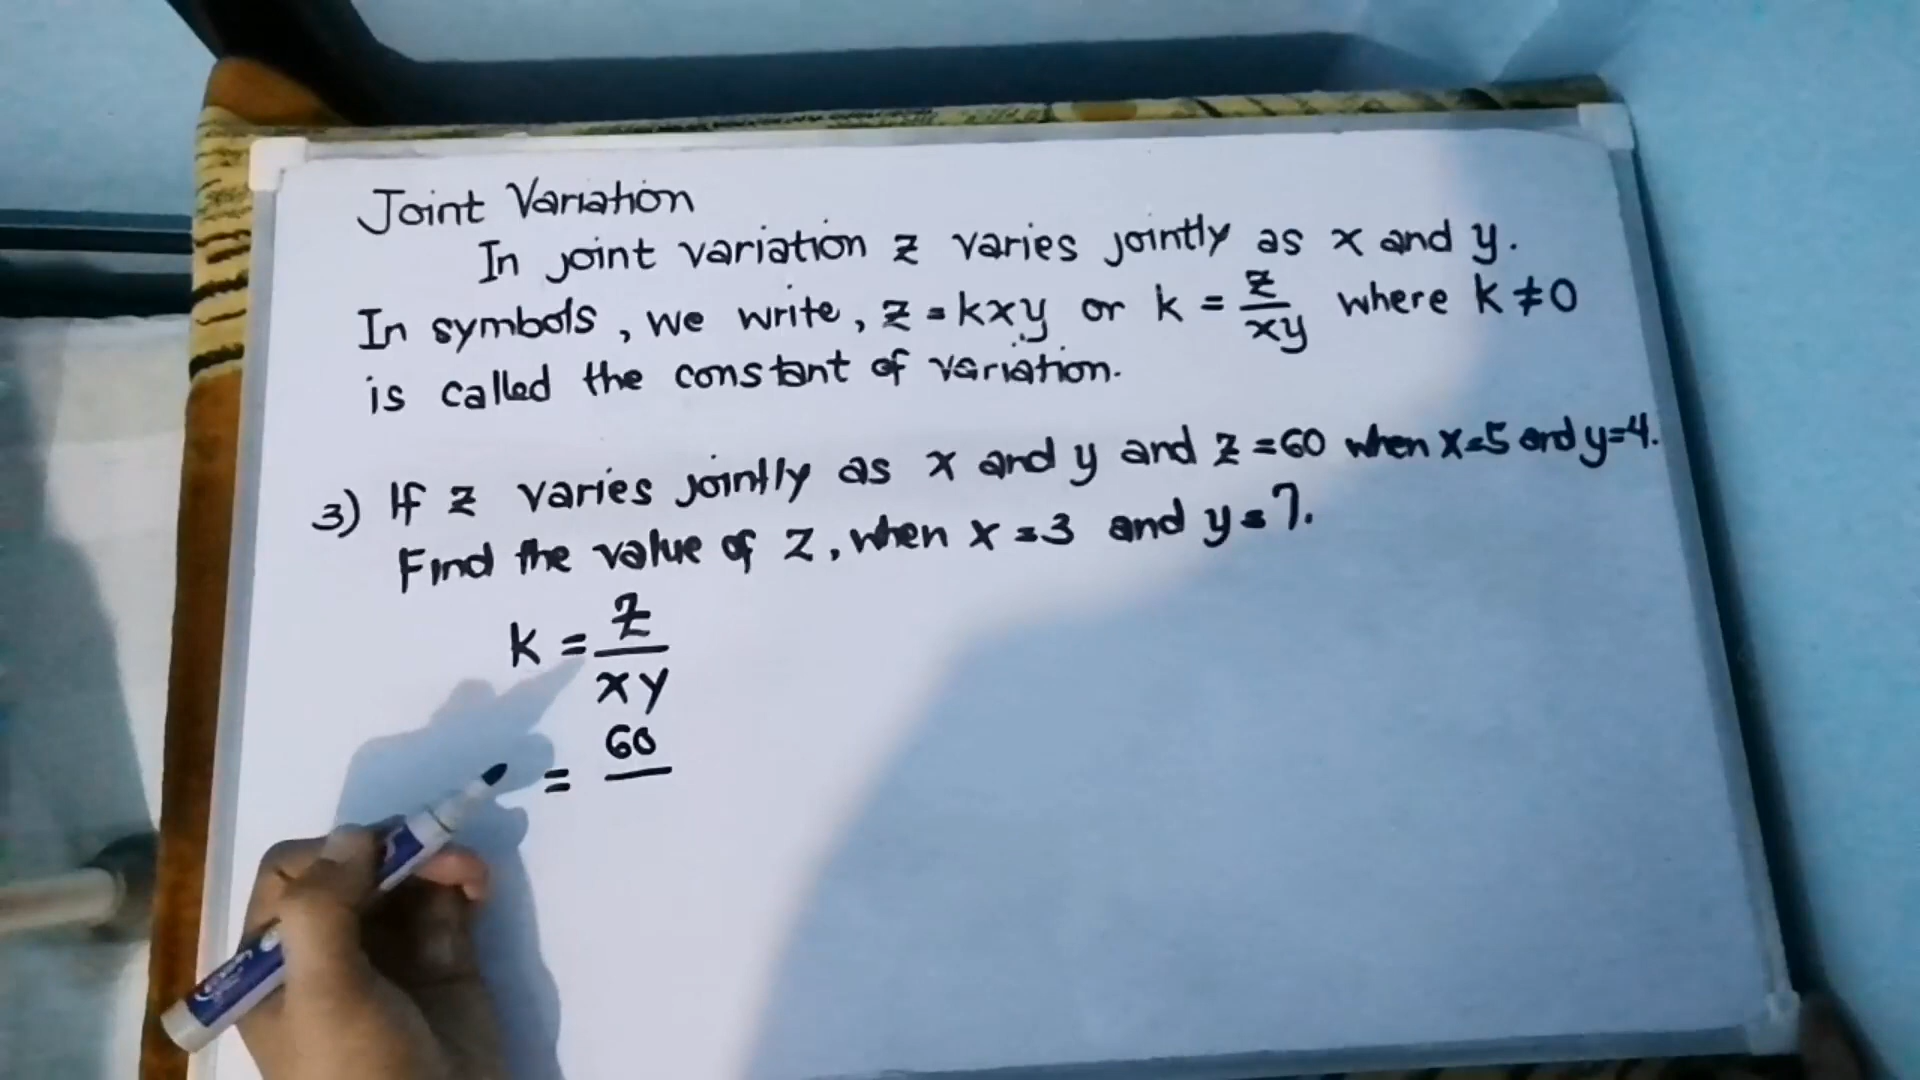 Joint Variation
In joint variation z varies jointly as x and y.
In symbols, we write, z = kxy or k = z/xy where k ≠ 0
is called the constant of variation.
3) If z varies jointly as x and y and z = 60 when x=5 and y=4.
Find the value of z, when x = 3 and y = 7.
k = z/xy
= 60/